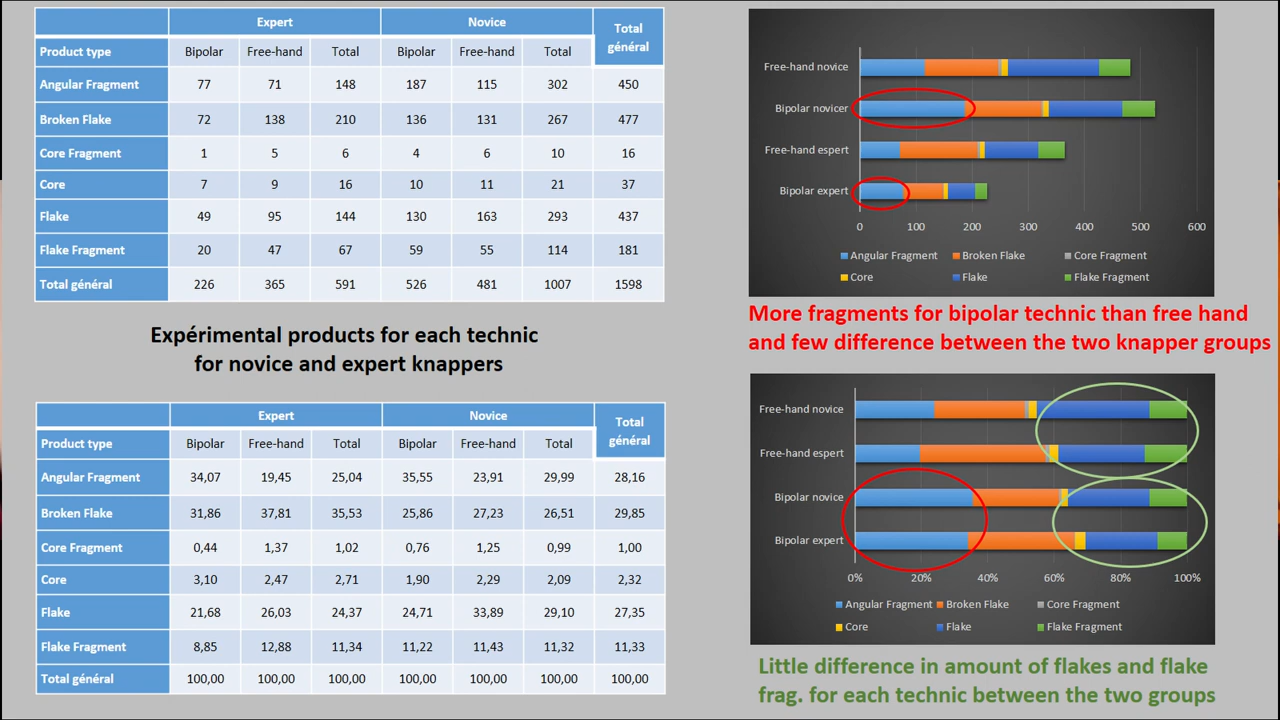 Expert Novice Total général
Product type Bipolar Free-hand Total Bipolar Free-hand Total
Angular Fragment 77 71 148 187 115 302 450
Broken Flake 72 138 210 136 131 267 477
Core Fragment 1 5 6 4 6 10 16
Core 7 9 16 10 11 21 37
Flake 49 95 144 130 163 293 437
Flake Fragment 20 47 67 59 55 114 181
Total général 226 365 591 526 481 1007 1598
Expérimental products for each technic
for novice and expert knappers
Expert Novice Total général
Product type Bipolar Free-hand Total Bipolar Free-hand Total
Angular Fragment 34,07 19,45 25,04 35,55 23,91 29,99 28,16
Broken Flake 31,86 37,81 35,53 25,86 27,23 26,51 29,85
Core Fragment 0,44 1,37 1,02 0,76 1,25 0,99 1,00
Core 3,10 2,47 2,71 1,90 2,29 2,09 2,32
Flake 21,68 26,03 24,37 24,71 33,89 29,10 27,35
Flake Fragment 8,85 12,88 11,34 11,22 11,43 11,32 11,33
Total général 100,00 100,00 100,00 100,00 100,00 100,00 100,00
Free-hand novice
Bipolar novicer
Free-hand espert
Bipolar expert
0 100 200 300 400 500 600
Angular Fragment Broken Flake Core Fragment
Core Flake Flake Fragment
More fragments for bipolar technic than free hand
and few difference between the two knapper groups
Free-hand novice
Free-hand espert
Bipolar novice
Bipolar expert
0% 20% 40% 60% 80% 100%
Angular Fragment Broken Flake Core Fragment
Core Flake Flake Fragment
Little difference in amount of flakes and flake
frag. for each technic between the two groups